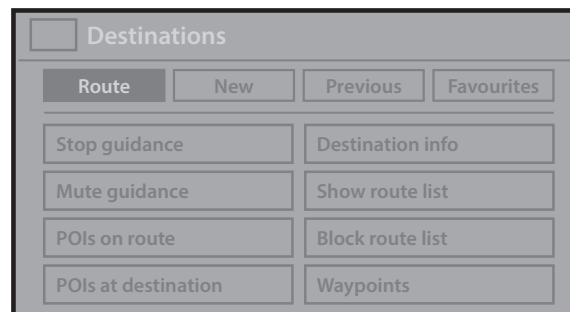 Destinations
Route New Previous Favourites
Stop guidance Destination info
Mute guidance Show route list
POIs on route Block route list
POIs at destination Waypoints